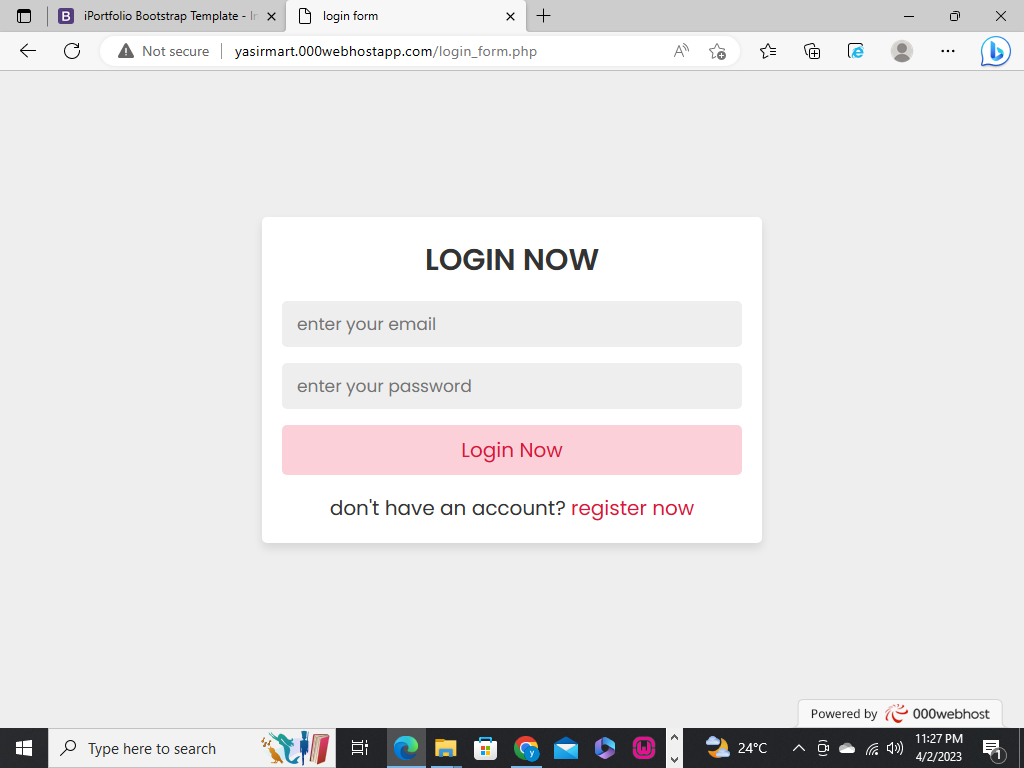 iPortfolio Bootstrap Template - In
login form
Not secure
yasirmart.000webhostapp.com/login_form.php
LOGIN NOW
enter your email
enter your password
Login Now
don't have an account? register now
Powered by 000webhost
Type here to search
24°C
11:27 PM
4/2/2023
1